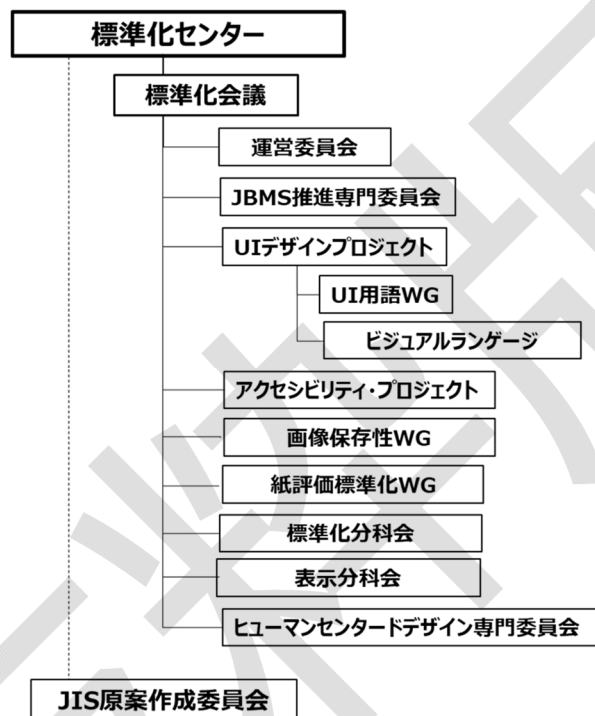 標準化センター
標準化会議
運営委員会
JBMS推進専門委員会
UIデザインプロジェクト
UI用語WG
ビジュアルランゲージ
アクセシビリティ・プロジェクト
画像保存性WG
紙評価標準化WG
標準化分科会
表示分科会
ヒューマンセンタードデザイン専門委員会
JIS原案作成委員会